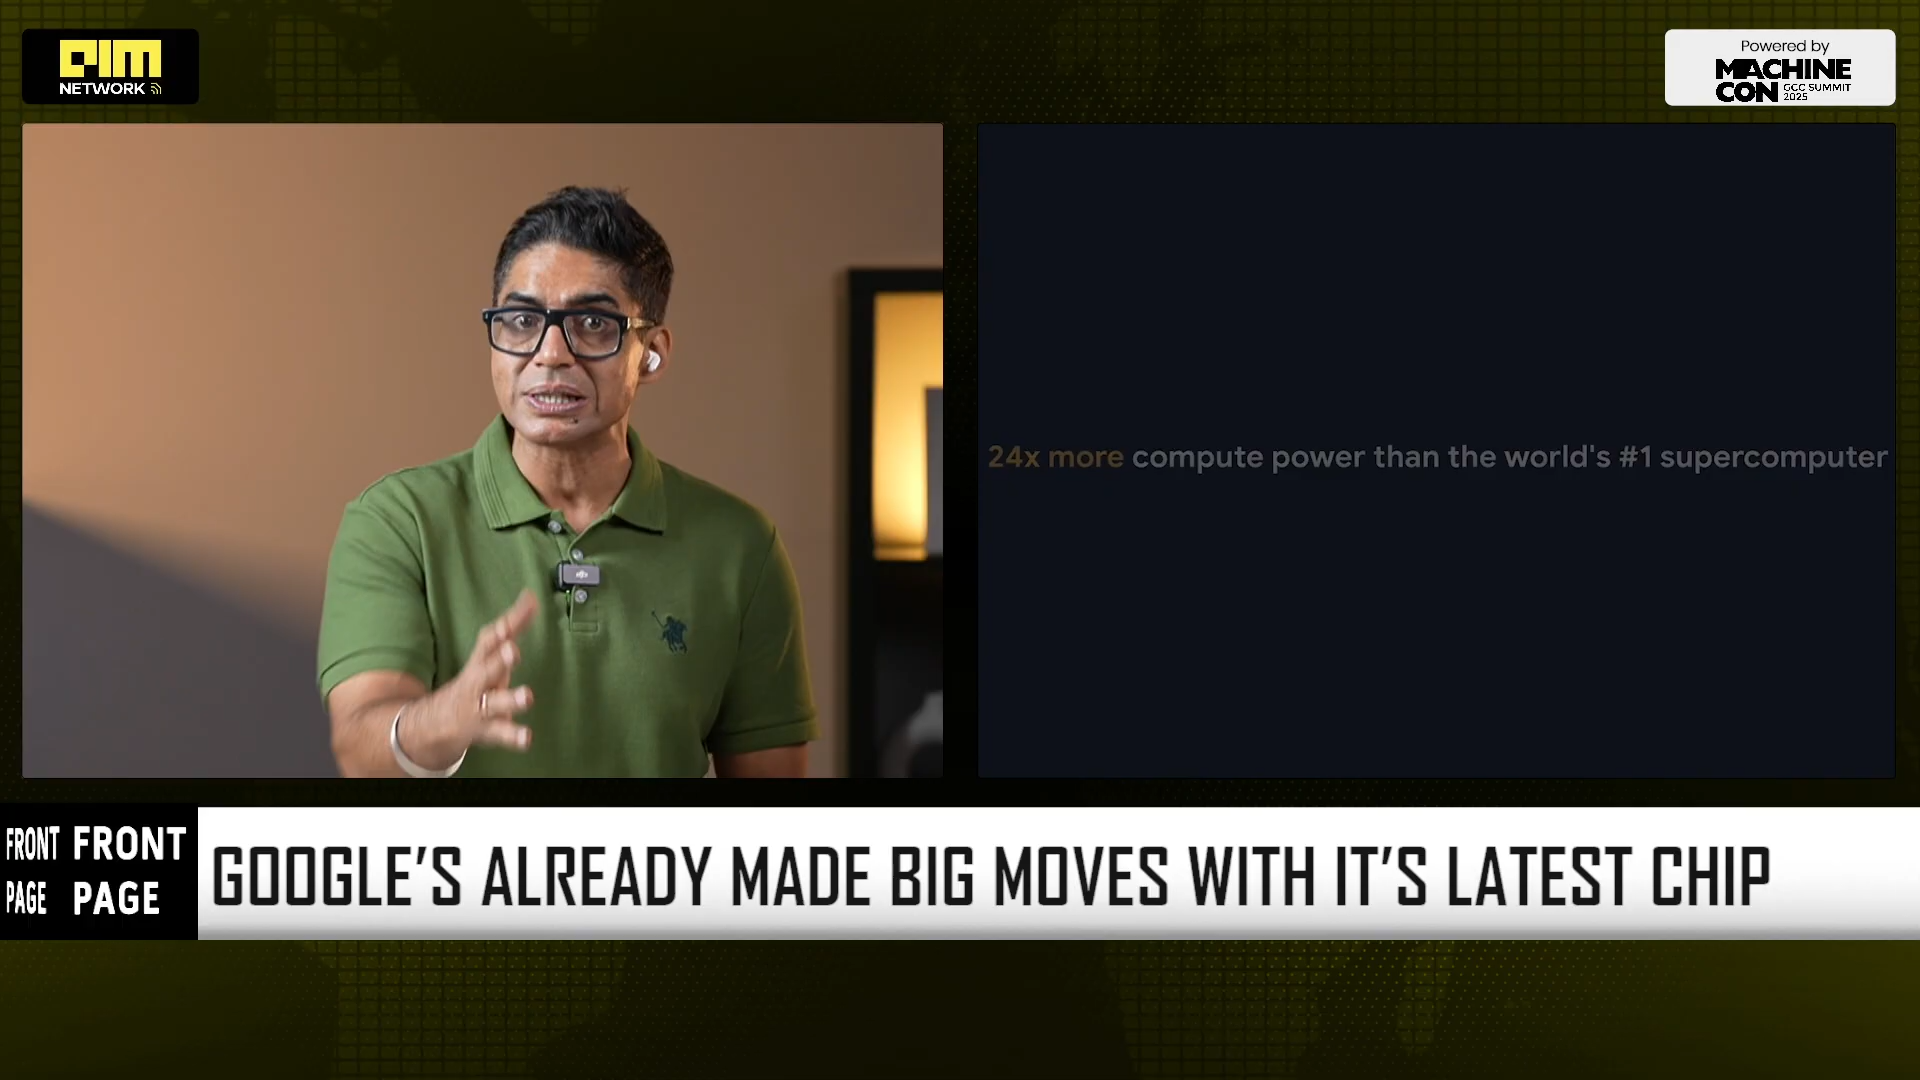 AIM
NETWORK
Powered by
MACHINE
CON GCC SUMMIT
2025
24x more compute power than the world's #1 supercomputer
FRONT FRONT
PAGE PAGE
GOOGLE’S ALREADY MADE BIG MOVES WITH IT’S LATEST CHIP